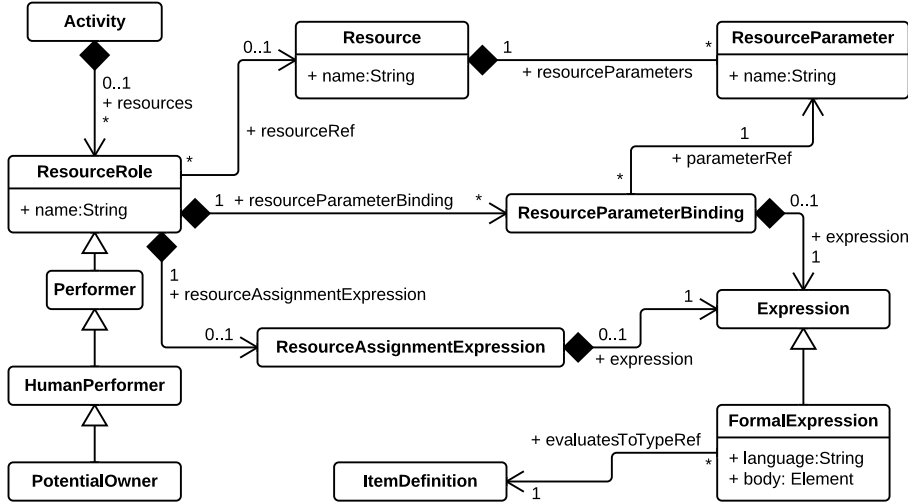 Activity
0..1
+ resources
*
Resource
+ name:String
1
*
+ resourceParameters
ResourceParameter
+ name:String
0..1
+ resourceRef
*
ResourceRole
+ name:String
1
+ resourceParameterBinding
*
ResourceParameterBinding
1
+ parameterRef
*
0..1
+ expression
1
Performer
1
+ resourceAssignmentExpression
0..1
ResourceAssignmentExpression
0..1
+ expression
1
Expression
HumanPerformer
PotentialOwner
FormalExpression
+ language:String
+ body: Element
+ evaluatesToTypeRef
*
1
ItemDefinition